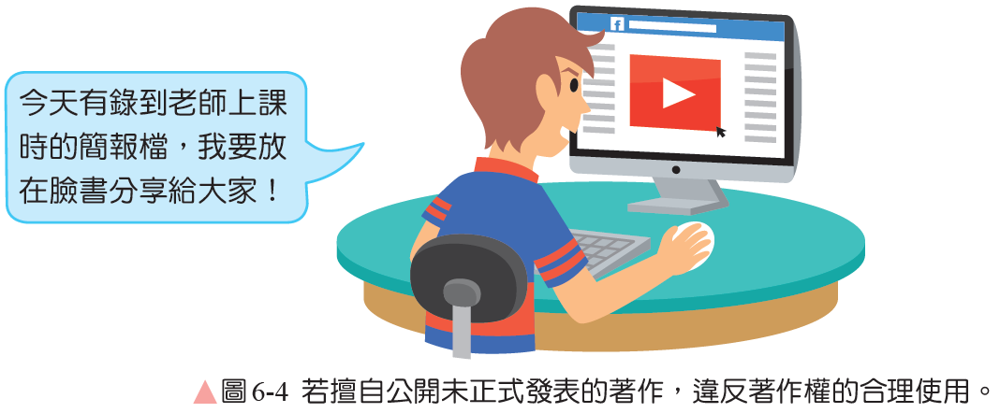 f
今天有錄到老師上課
時的簡報檔，我要放
在臉書分享給大家！
▲圖6-4 若擅自公開未正式發表的著作，違反著作權的合理使用。